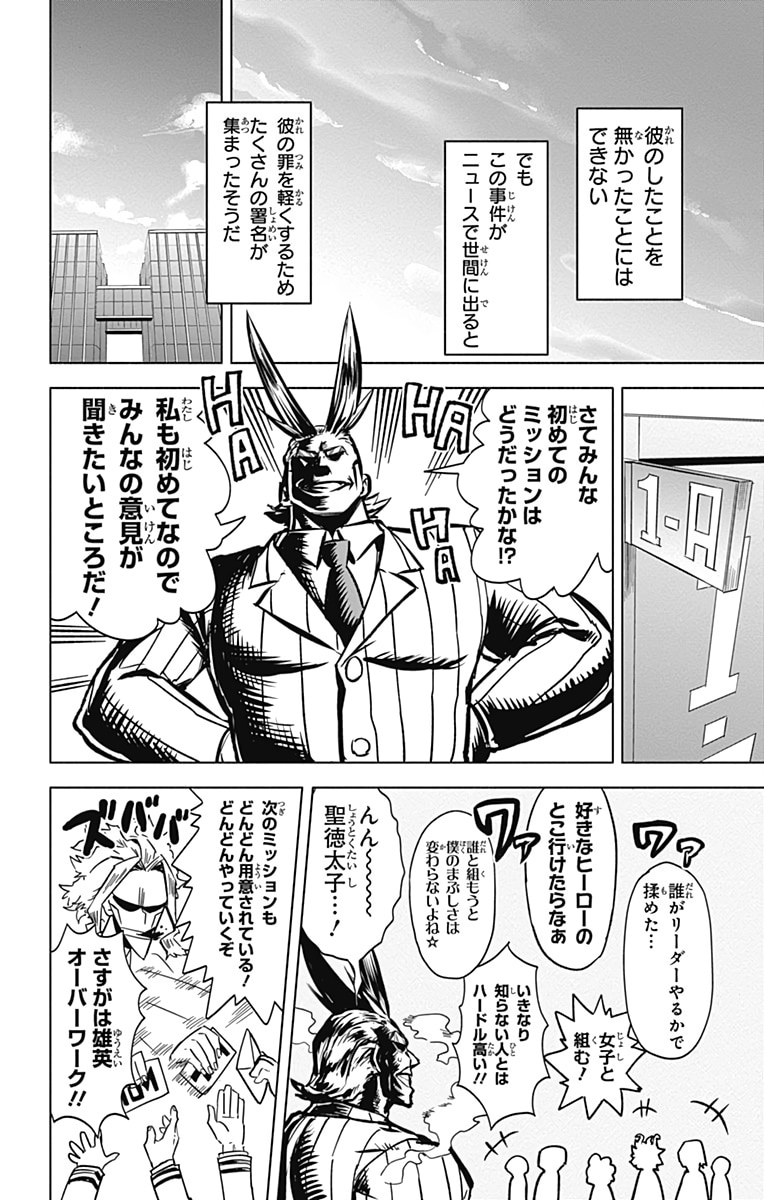 彼のしたことを
無かったことには
できない
でも
この事件が
ニュースで世間に出ると
彼の罪を軽くするため
たくさんの署名が
集まったそうだ
1-A
さてみんな
初めての
ミッションは
どうだったかな!?
HA
HA
HA
私も初めてなので
みんなの意見が
聞きたいところだ!
ワァ
誰がリーダーやるかで
揉めた…
女子と
組む!
ワァ
好きなヒーローの
とこ行けたらなぁ
いきなり
知らない人とは
ハードル高い!!
誰と組もうと
僕のまぶしさは
変わらないよね☆
んん〜〜〜
聖徳太子…!
次のミッションも
どんどん用意されている!
どんどんやっていくぞ
ズババババ
さすがは雄英
オーバーワーク!!